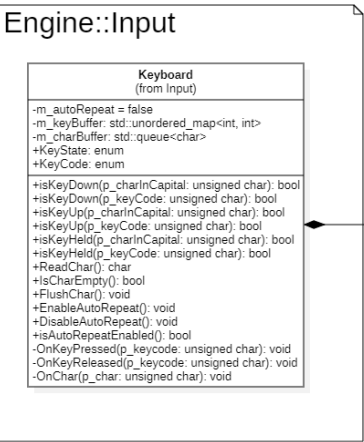 Engine::Input
Keyboard
(from Input)
-m_autoRepeat = false
-m_keyBuffer: std::unordered_map<int, int>
-m_charBuffer: std::queue<char>
+KeyState: enum
+KeyCode: enum
+isKeyDown(p_charInCapital: unsigned char): bool
+isKeyDown(p_keyCode: unsigned char): bool
+isKeyUp(p_charInCapital: unsigned char): bool
+isKeyUp(p_keyCode: unsigned char): bool
+isKeyHeld(p_charInCapital: unsigned char): bool
+isKeyHeld(p_keyCode: unsigned char): bool
+ReadChar(): char
+IsCharEmpty(): bool
+FlushChar(): void
+EnableAutoRepeat(): void
+DisableAutoRepeat(): void
+isAutoRepeatEnabled(): bool
-OnKeyPressed(p_keycode: unsigned char): void
-OnKeyReleased(p_keycode: unsigned char): void
-OnChar(p_char: unsigned char): void